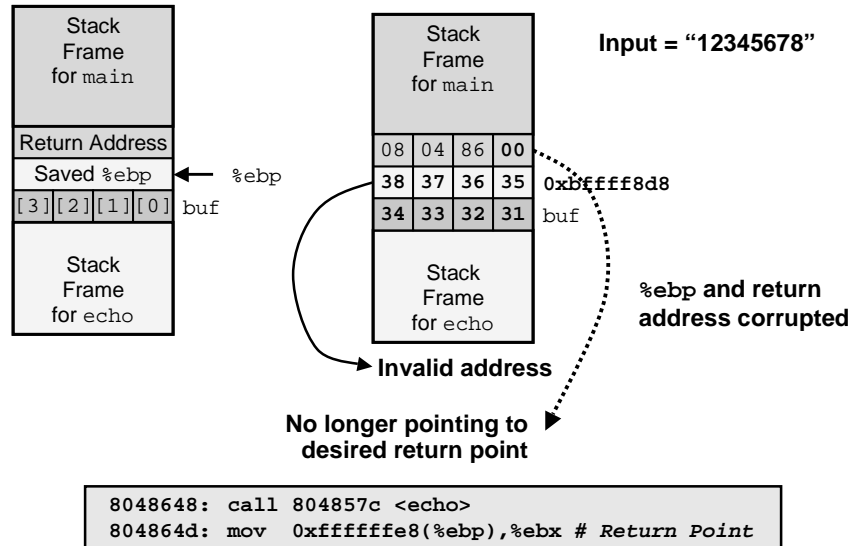 Stack
Frame
for main
Return Address
Saved %ebp
%ebp
[3] [2] [1] [0] buf
Stack
Frame
for echo
Stack
Frame
for main
08 04 86 00
38 37 36 35 0xbffff8d8
34 33 32 31 buf
Stack
Frame
for echo
Input = “12345678”
%ebp and return
address corrupted
Invalid address
No longer pointing to
desired return point
8048648: call 804857c <echo>
804864d: mov 0xffffffe8(%ebp),%ebx # Return Point